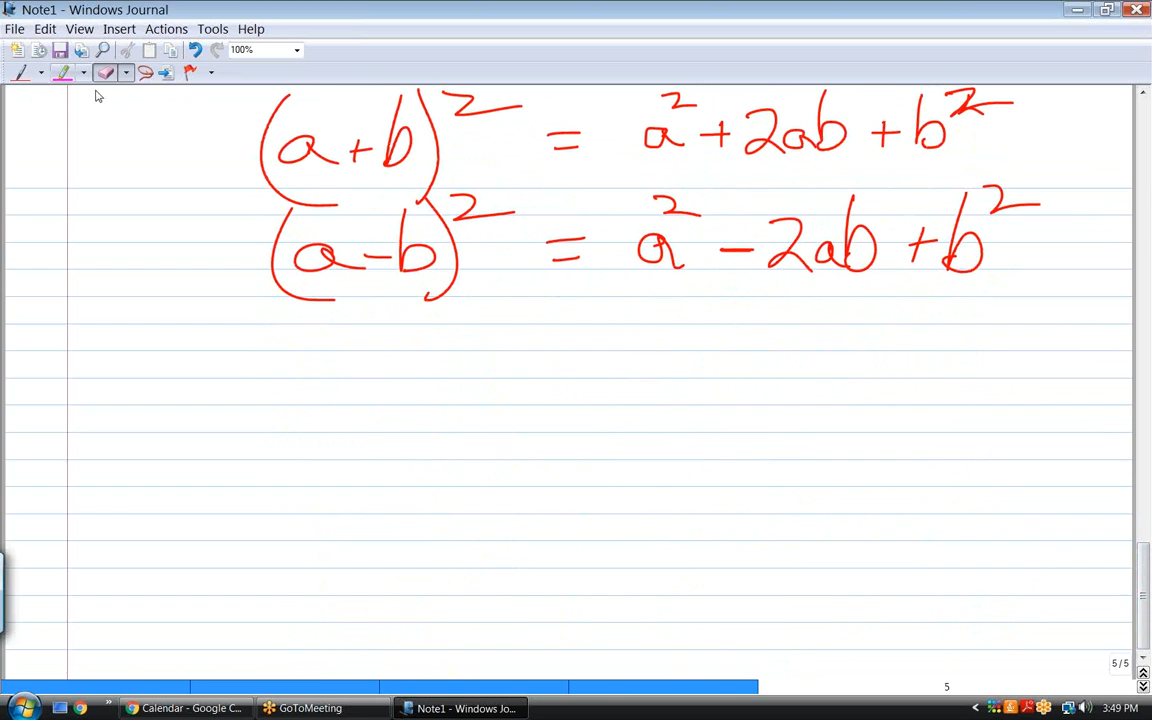 Note1 - Windows Journal
File Edit View Insert Actions Tools Help
100%
(a+b)² = a² + 2ab + b²
(a-b)² = a² - 2ab + b²
5/5
5
» Calendar - Google C... GoToMeeting Note1 - Windows Jo... 3:49 PM